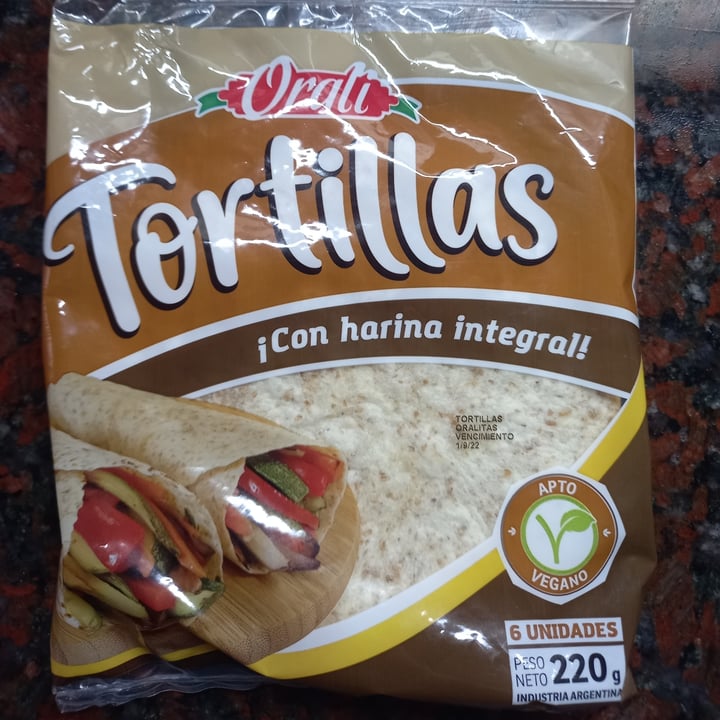 Orali
Tortillas
¡Con harina integral!
TORTILLAS
ORALITAS
VENCIMIENTO
1/9/22
APTO
VEGANO
6 UNIDADES
PESO
NETO 220 g
INDUSTRIA ARGENTINA